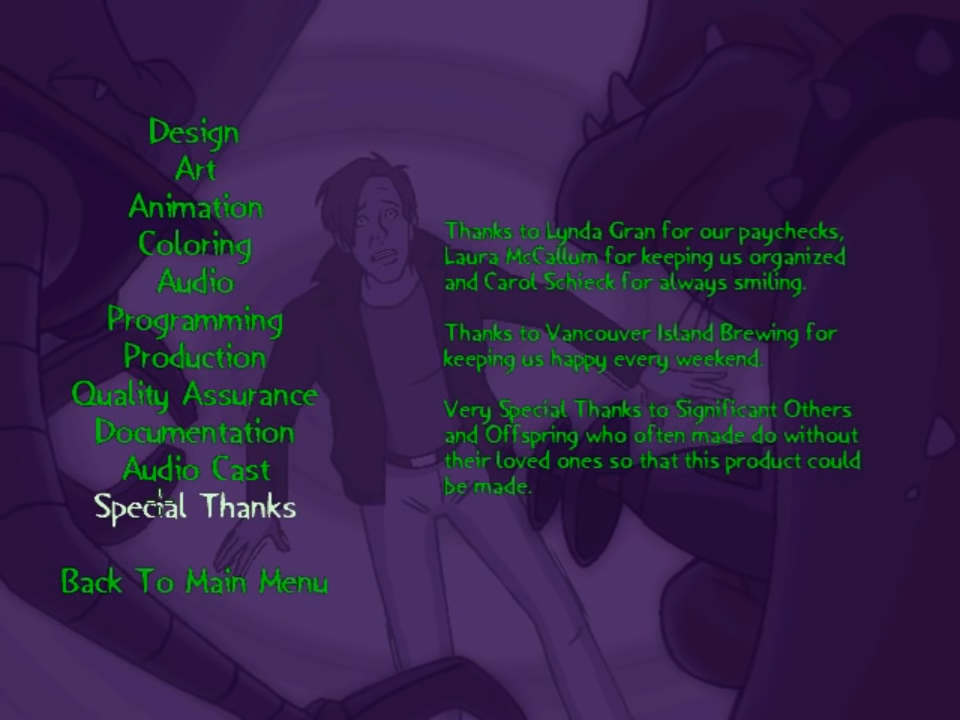 Design
Art
Animation
Coloring
Audio
Programming
Production
Quality Assurance
Documentation
Audio Cast
Special Thanks
Back To Main Menu
Thanks to Lynda Gran for our paychecks,
Laura McCallum for keeping us organized
and Carol Schieck for always smiling.
Thanks to Vancouver Island Brewing for
keeping us happy every weekend.
Very Special Thanks to Significant Others
and Offspring who often made do without
their loved ones so that this product could
be made.